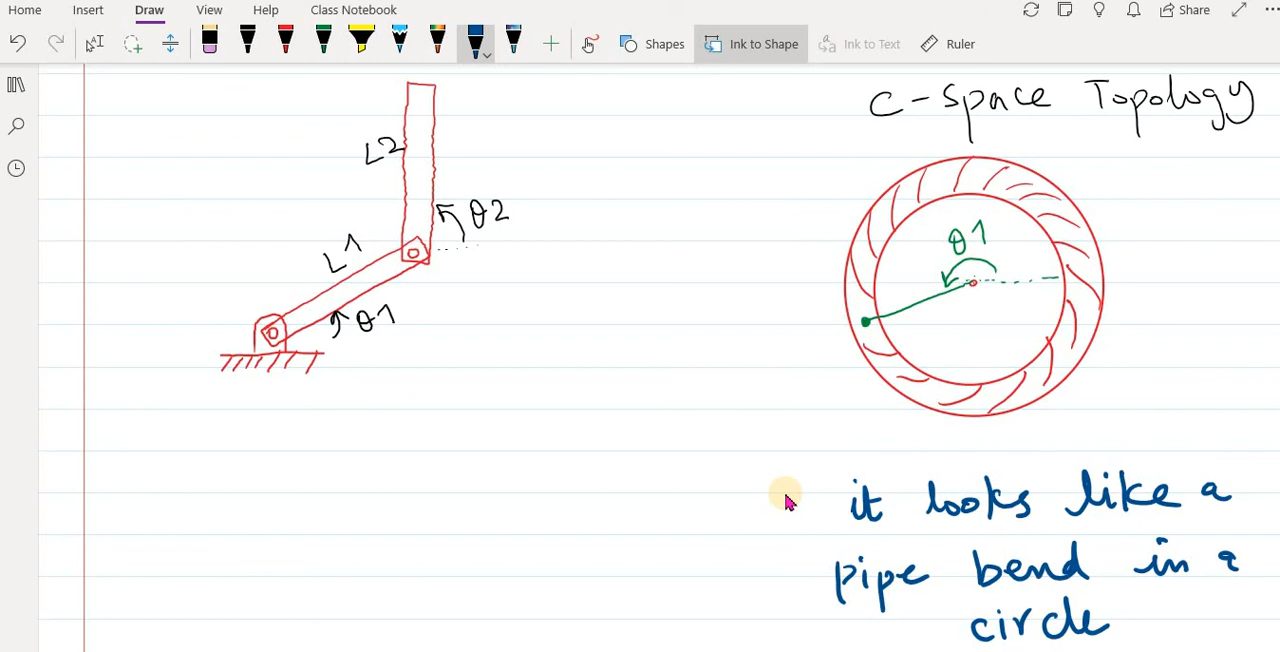 Home Insert Draw View Help Class Notebook Share
Shapes Ink to Shape Ink to Text Ruler
C-Space Topology
L2
θ2
θ1
L1
θ1
it looks like a
pipe bend in a
circle